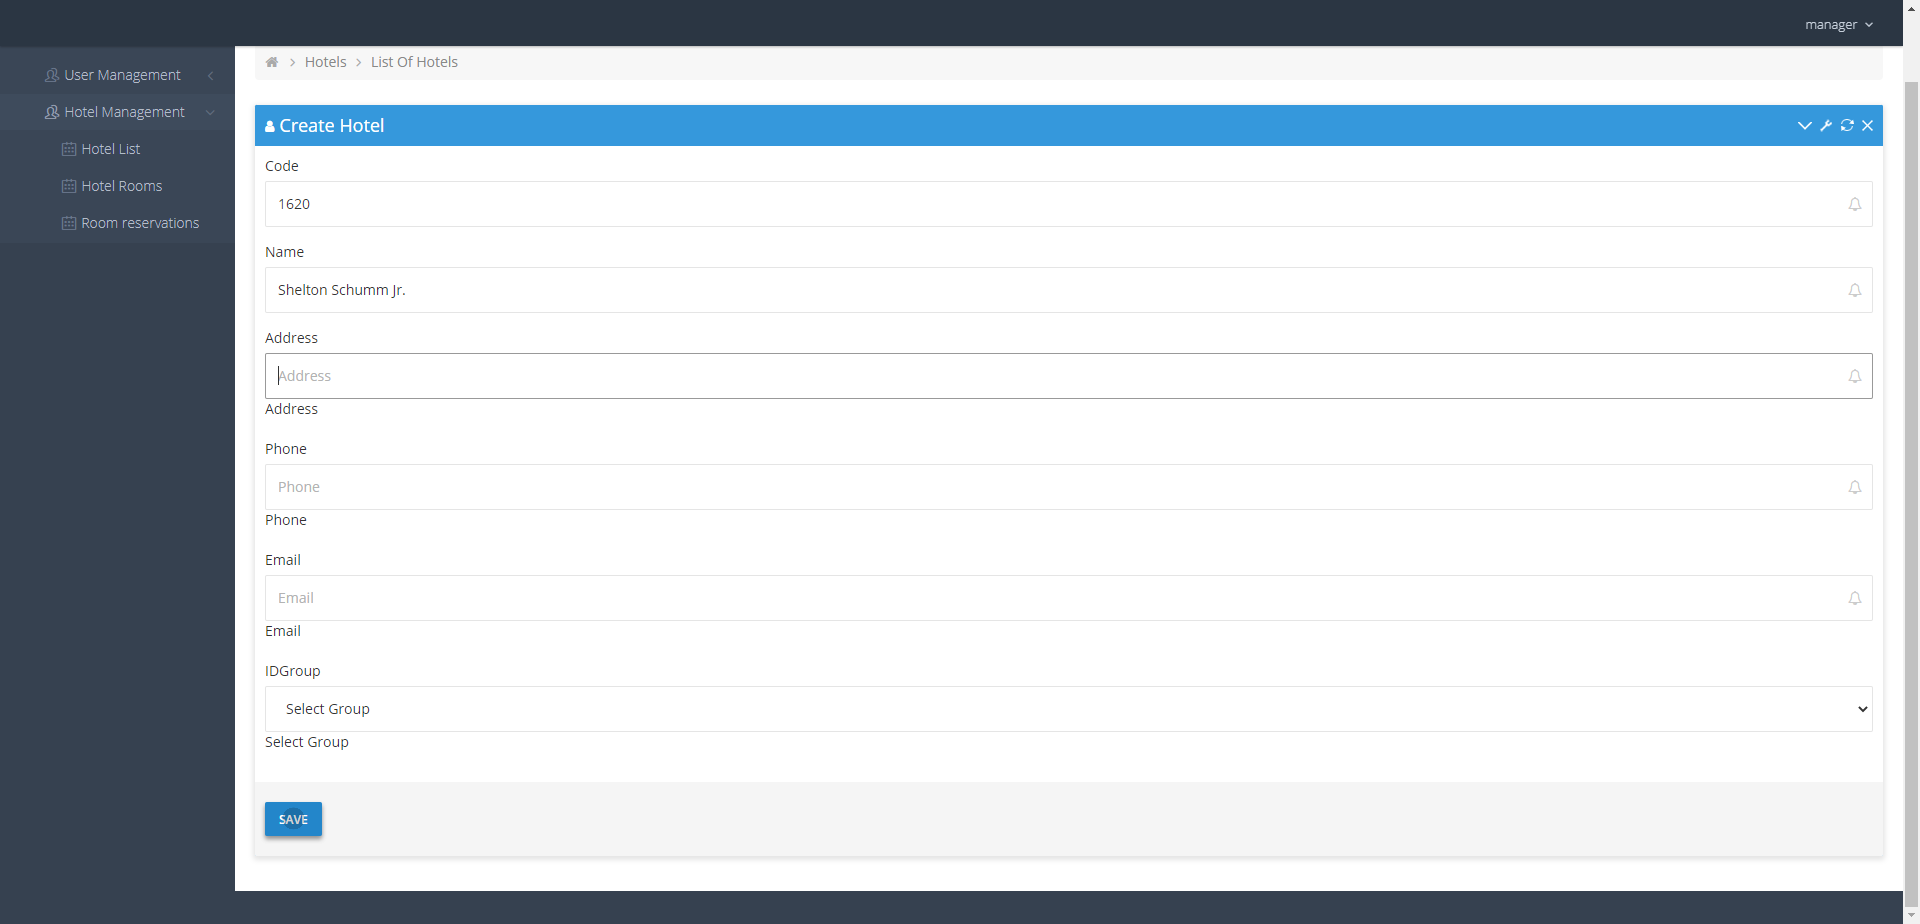 manager
Hotels List Of Hotels
User Management
Hotel Management
Hotel List
Hotel Rooms
Room reservations
Create Hotel
Code
1620
Name
Shelton Schumm Jr.
Address
Address
Address
Phone
Phone
Phone
Email
Email
Email
IDGroup
Select Group
Select Group
SAVE